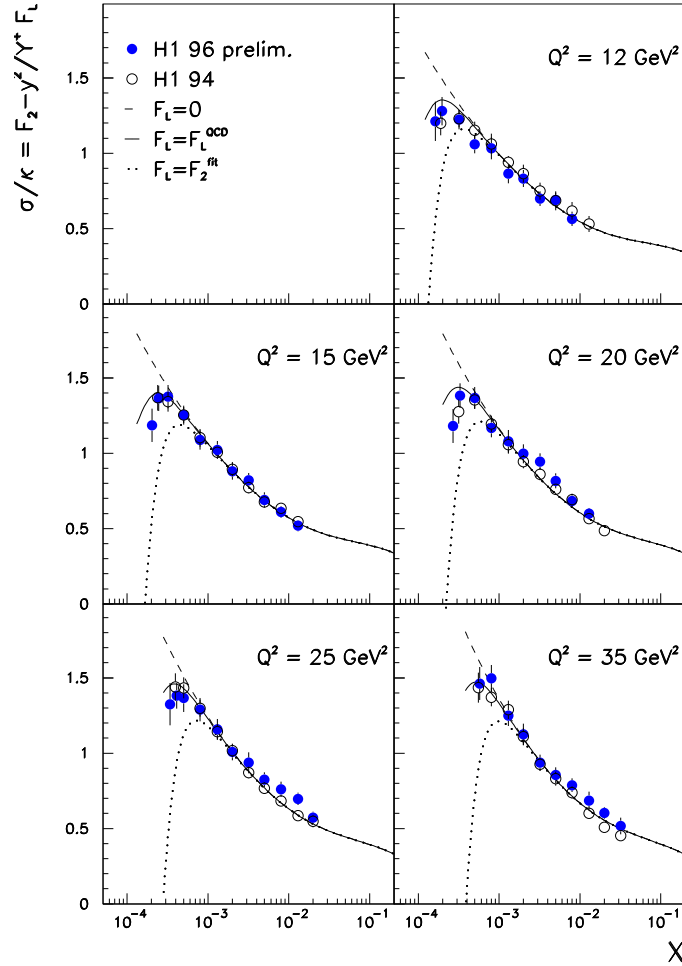 σ/κ = F₂−y²/Y⁺ F_L
H1 96 prelim.
H1 94
F_L=0
F_L=F_L^QCD
F_L=F₂^fit
Q² = 12 GeV²
1.5
1
0.5
0
Q² = 15 GeV²
Q² = 20 GeV²
1.5
1
0.5
0
Q² = 25 GeV²
Q² = 35 GeV²
1.5
1
0.5
0
10⁻⁴ 10⁻³ 10⁻² 10⁻¹ 10⁻⁴ 10⁻³ 10⁻² 10⁻¹
X